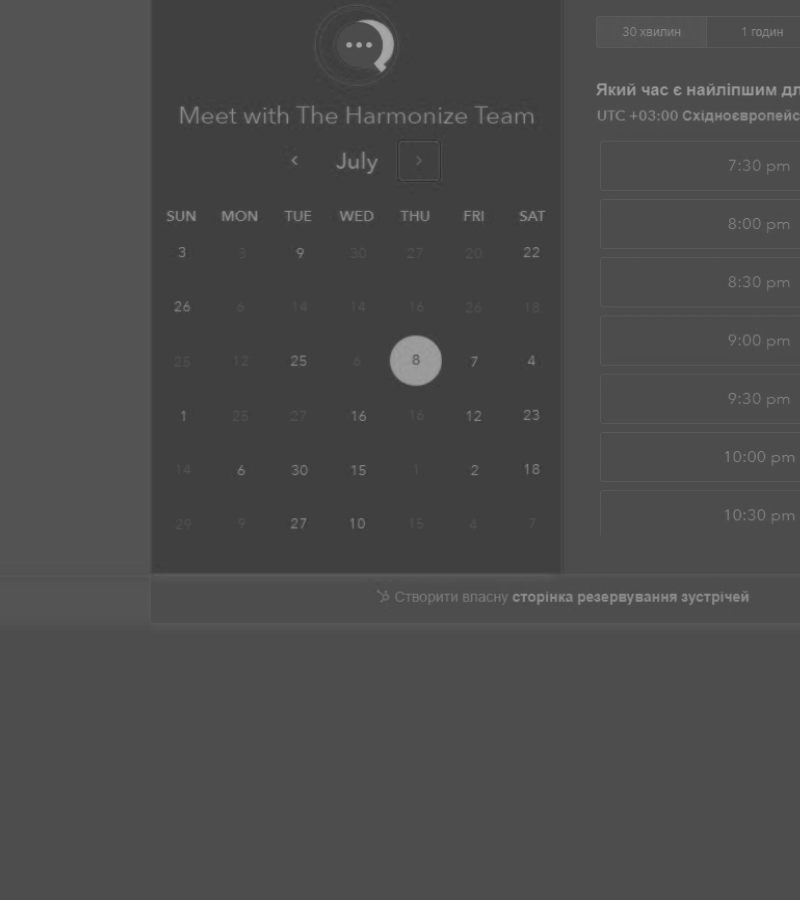 Meet with The Harmonize Team
July
SUN MON TUE WED THU FRI SAT
3 3 9 30 27 20 22
26 6 14 14 16 26 18
25 12 25 6 8 7 4
1 25 27 16 16 12 23
14 6 30 15 1 2 18
29 9 27 10 15 4 7
30 хвилин
1 годин
Який час є найліпшим дл
UTC +03:00 Східноєвропейс
7:30 pm
8:00 pm
8:30 pm
9:00 pm
9:30 pm
10:00 pm
10:30 pm
Створити власну сторінка резервування зустрічей